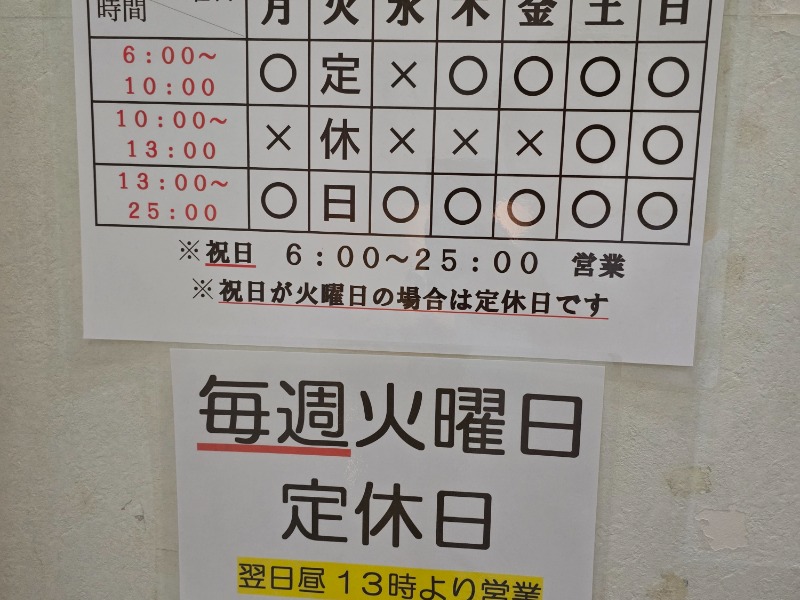 時間 月 火 水 木 金 土 日
6:00～10:00 ○ 定 × ○ ○ ○ ○
10:00～13:00 × 休 × × × ○ ○
13:00～25:00 ○ 日 ○ ○ ○ ○ ○
※祝日 6:00～25:00 営業
※祝日が火曜日の場合は定休日です
毎週火曜日
定休日
翌日昼13時より営業